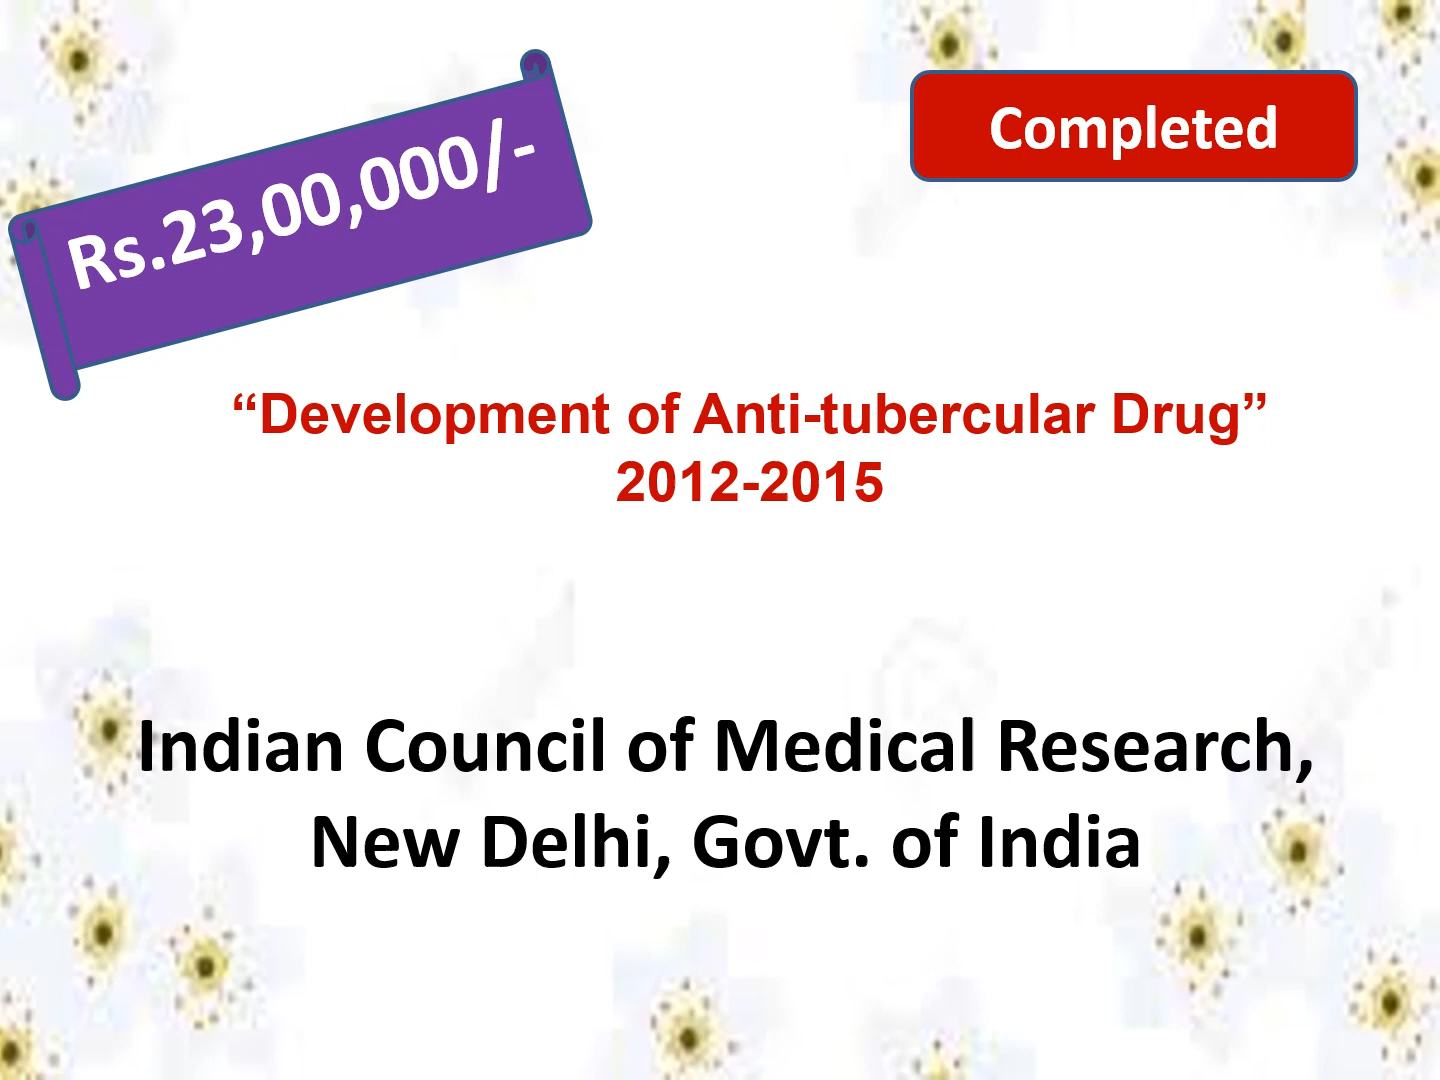 Rs.23,00,000/-
Completed
“Development of Anti-tubercular Drug”
2012-2015
Indian Council of Medical Research,
New Delhi, Govt. of India